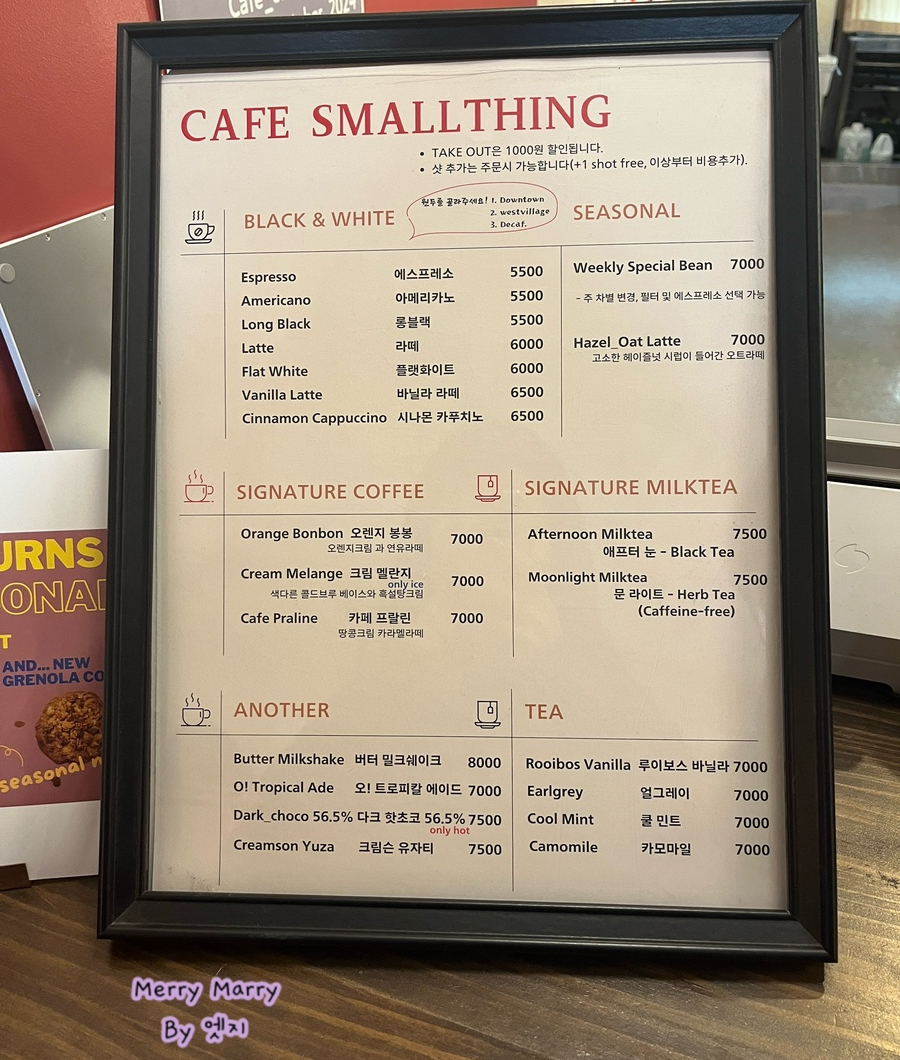 Cafe_
2024
CAFE SMALLTHING
• TAKE OUT은 1000원 할인됩니다.
• 샷 추가는 주문시 가능합니다(+1 shot free, 이상부터 비용추가).
BLACK & WHITE
원두를 골라주세요! 1. Downtown
2. westvillage
3. Decaf.
Espresso 에스프레소 5500
Americano 아메리카노 5500
Long Black 롱블랙 5500
Latte 라떼 6000
Flat White 플랫화이트 6000
Vanilla Latte 바닐라 라떼 6500
Cinnamon Cappuccino 시나몬 카푸치노 6500
SEASONAL
Weekly Special Bean 7000
- 주 차별 변경, 필터 및 에스프레소 선택 가능
Hazel_Oat Latte 7000
고소한 헤이즐넛 시럽이 들어간 오트라떼
SIGNATURE COFFEE
Orange Bonbon 오렌지 봉봉 7000
오렌지크림 과 연유라떼
Cream Melange 크림 멜란지 7000
only ice
색다른 콜드브루 베이스와 흑설탕크림
Cafe Praline 카페 프랄린 7000
땅콩크림 카라멜라떼
SIGNATURE MILKTEA
Afternoon Milktea 7500
애프터 눈 - Black Tea
Moonlight Milktea 7500
문 라이트 - Herb Tea
(Caffeine-free)
ANOTHER
Butter Milkshake 버터 밀크쉐이크 8000
O! Tropical Ade 오! 트로피칼 에이드 7000
Dark_choco 56.5% 다크 핫초코 56.5% 7500
only hot
Creamson Yuza 크림슨 유자티 7500
TEA
Rooibos Vanilla 루이보스 바닐라 7000
Earlgrey 얼그레이 7000
Cool Mint 쿨 민트 7000
Camomile 카모마일 7000
URNS
ONAL
T
AND... NEW
GRENOLA CO
seasonal
Merry Marry
By 엣지